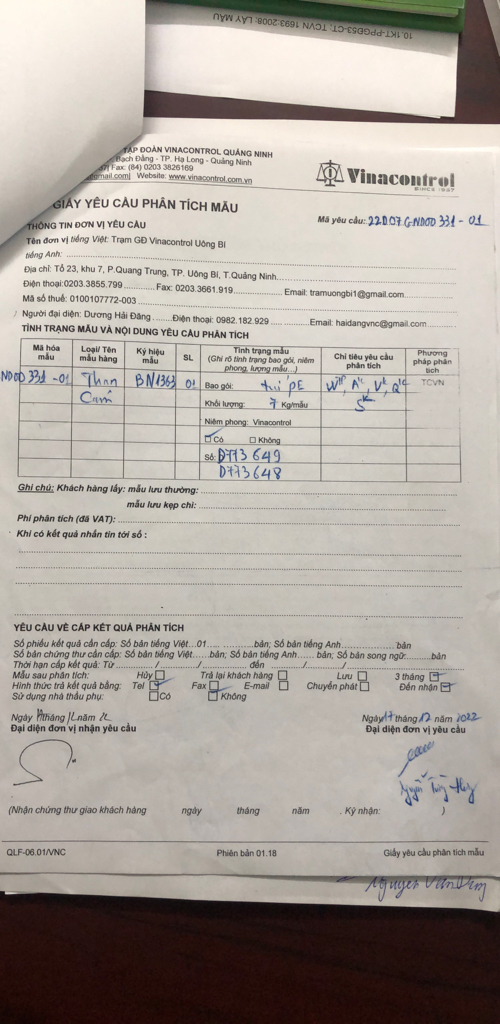 10.1C-PKT-PPGD53-CT; TCVN 1693:2008: LẤY MẪU
TẬP ĐOÀN VINACONTROL QUẢNG NINH
Bạch Đằng - TP. Hạ Long - Quảng Ninh
Fax: (84) 0203 3826169
@gmail.com| Website: www.vinacontrol.com.vn
Vinacontrol
SINCE 1957
GIẤY YÊU CẦU PHÂN TÍCH MẪU
Mã yêu cầu: 22D07GNDOD 331 - 01
THÔNG TIN ĐƠN VỊ YÊU CẦU
Tên đơn vị tiếng Việt: Trạm GĐ Vinacontrol Uông Bí
tiếng Anh:
Địa chỉ: Tổ 23, khu 7, P.Quang Trung, TP. Uông Bí, T.Quảng Ninh
Điện thoại:0203.3855.799 Fax: 0203.3661.919 Email: tramuongbi1@gmail.com
Mã số thuế: 0100107772-003
Người đại diện: Dương Hải Đăng Điện thoại: 0982.182.929 Email: haidangvnc@gmail.com
TÌNH TRẠNG MẪU VÀ NỘI DUNG YÊU CẦU PHÂN TÍCH
Mã hóa mẫu Loại/ Tên mẫu hàng Ký hiệu mẫu SL Tình trạng mẫu (Ghi rõ tình trạng bao gói, niêm phong, lượng mẫu...) Chỉ tiêu yêu cầu phân tích Phương pháp phân tích
NDOD 331 -01 Than BN1363 01 Bao gói: túi PE TCVN
Cám Khối lượng: 7 Kg/mẫu
Niêm phong: Vinacontrol
Có Không
Số: D773 649
D773 648
Ghi chú: Khách hàng lấy: mẫu lưu thường:
mẫu lưu kẹp chì:
Phí phân tích (đã VAT):
Khi có kết quả nhắn tin tới số :
YÊU CẦU VỀ CẤP KẾT QUẢ PHÂN TÍCH
Số phiếu kết quả cần cấp: Số bản tiếng Việt...01... bản; Số bản tiếng Anh bản
Số bản chứng thư cần cấp: Số bản tiếng Việt bản; Số bản tiếng Anh bản; Số bản song ngữ bản
Thời hạn cấp kết quả: Từ / / đến / /
Mẫu sau phân tích: Hủy Trả lại khách hàng Lưu 3 tháng
Hình thức trả kết quả bằng: Tel Fax E-mail Chuyển phát Đến nhận
Sử dụng nhà thầu phụ: Có Không
Ngày 17 tháng 12 năm 22 Ngày 17 tháng 12 năm 2022
Đại diện đơn vị nhận yêu cầu Đại diện đơn vị yêu cầu
(Nhận chứng thư giao khách hàng ngày tháng năm . Ký nhận: )
QLF-06.01/VNC Phiên bản 01.18 Giấy yêu cầu phân tích mẫu